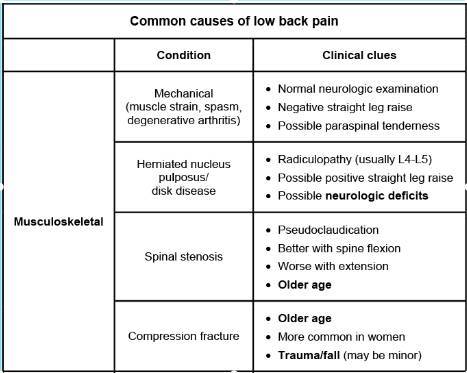 Common causes of low back pain
Condition
Clinical clues
Musculoskeletal
Mechanical
(muscle strain, spasm,
degenerative arthritis)
• Normal neurologic examination
• Negative straight leg raise
• Possible paraspinal tenderness
Herniated nucleus
pulposus/
disk disease
• Radiculopathy (usually L4-L5)
• Possible positive straight leg raise
• Possible neurologic deficits
Spinal stenosis
• Pseudoclaudication
• Better with spine flexion
• Worse with extension
• Older age
Compression fracture
• Older age
• More common in women
• Trauma/fall (may be minor)